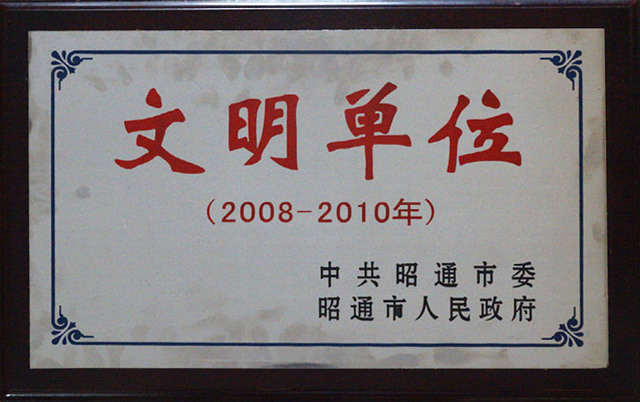 文明单位
(2008-2010年)
中共昭通市委
昭通市人民政府